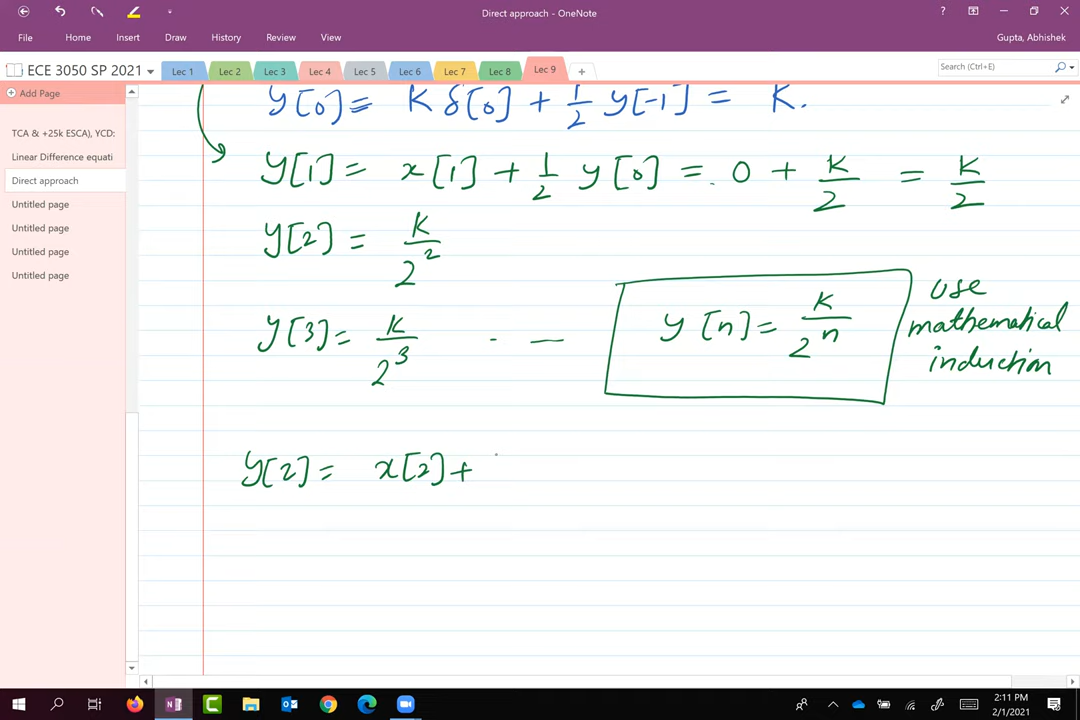 Direct approach - OneNote
Gupta, Abhishek
File Home Insert Draw History Review View
ECE 3050 SP 2021 Lec 1 Lec 2 Lec 3 Lec 4 Lec 5 Lec 6 Lec 7 Lec 8 Lec 9 +
Search (Ctrl+E)
Add Page
TCA & +25k ESCA), YCD:
Linear Difference equati
Direct approach
Untitled page
Untitled page
Untitled page
Untitled page
y[0] = K δ[0] + 1/2 y[-1] = K.
y[1] = x[1] + 1/2 y[0] = 0 + K/2 = K/2
y[2] = K/2^2
y[3] = K/2^3 . —
y[n] = K/2^n
use
mathematical
induction
y[2] = x[2] +
2:11 PM
2/1/2021